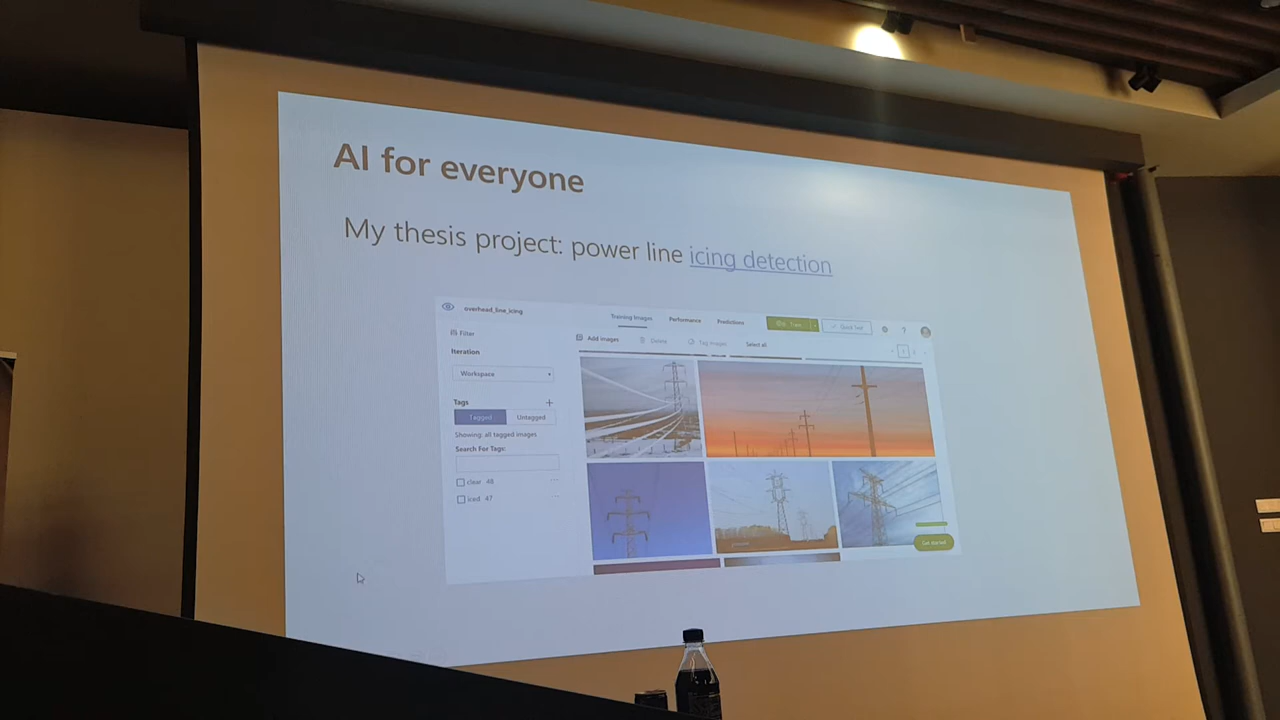 AI for everyone
My thesis project: power line icing detection
overhead_line_icing
Training Images Performance Predictions Train Quick Test ?
Filter
Add images Delete Tag images Select all
Iteration
Workspace
Tags +
Tagged Untagged
Showing: all tagged images
Search For Tags:
clear 48
iced 47
Get started